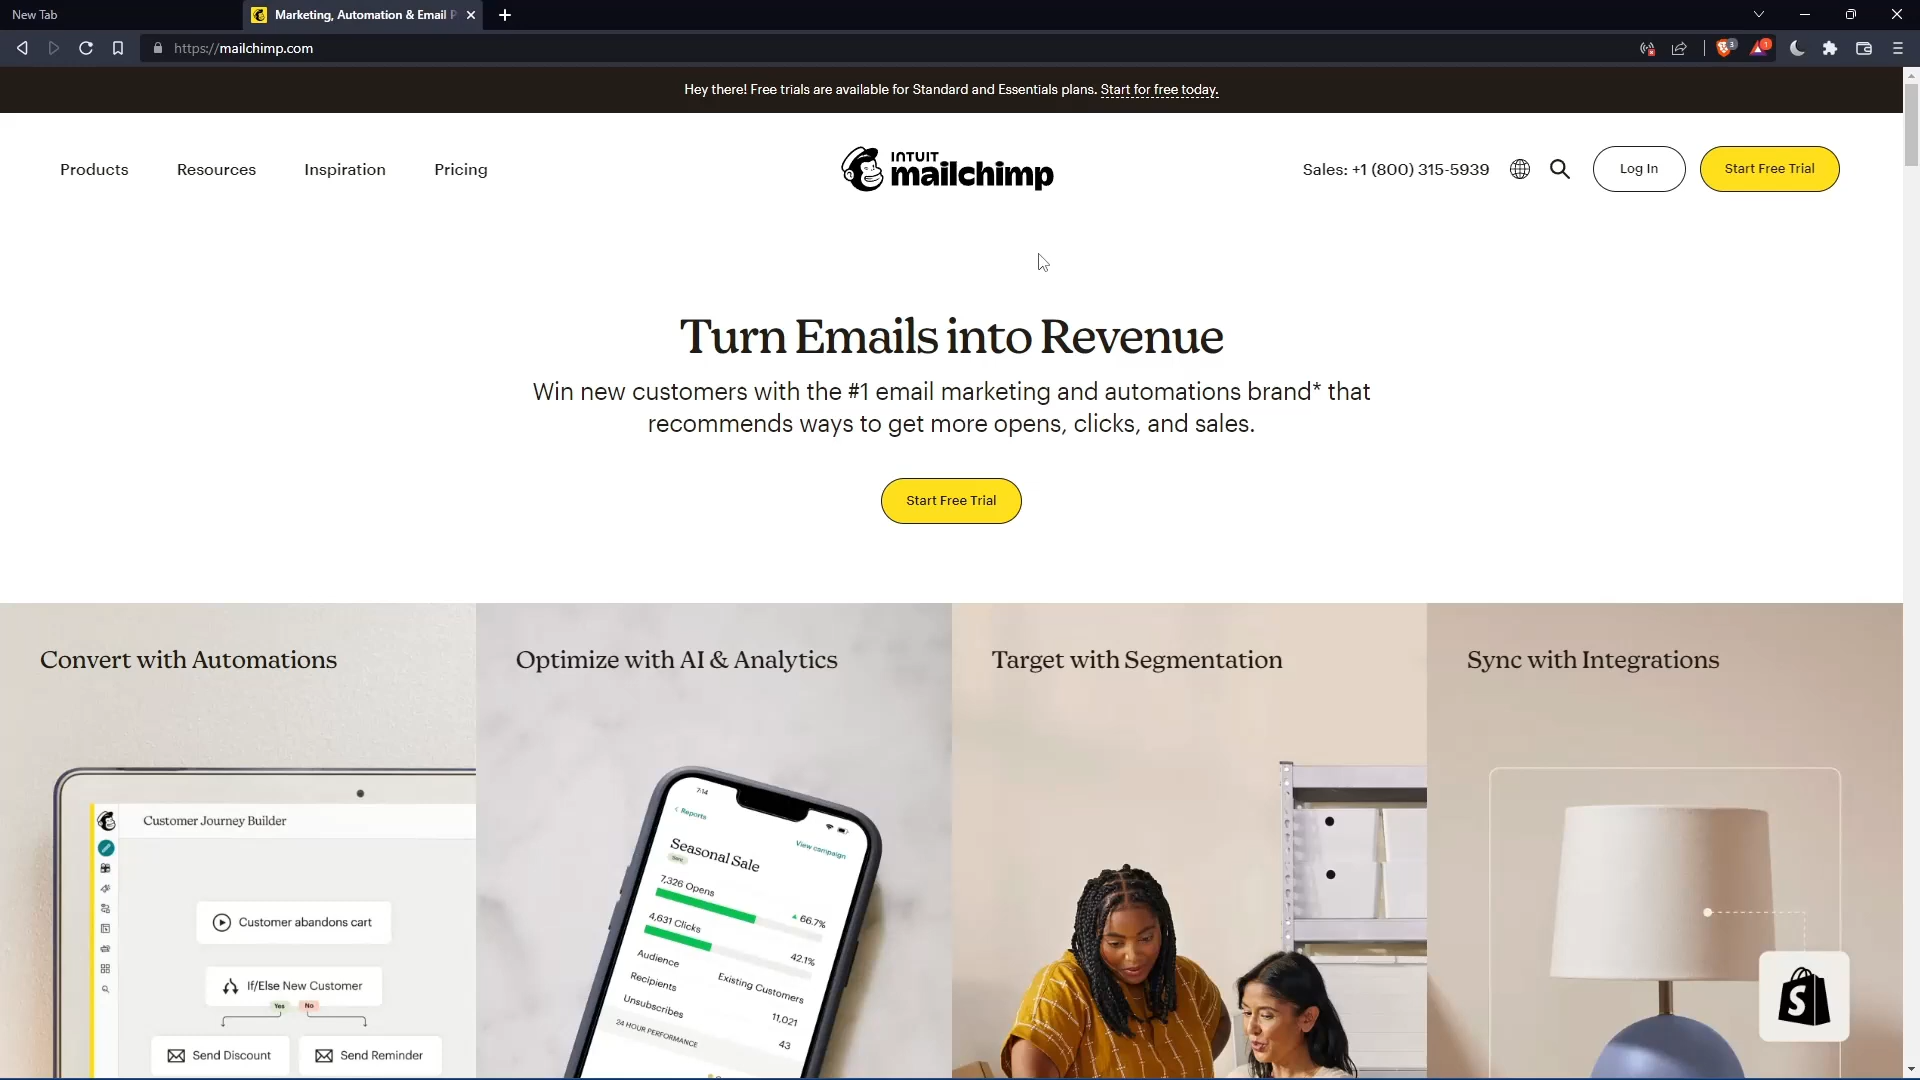 New Tab
Marketing, Automation & Email P
https://mailchimp.com
3
1
Hey there! Free trials are available for Standard and Essentials plans. Start for free today.
Products
Resources
Inspiration
Pricing
INTUIT
mailchimp
Sales: +1 (800) 315-5939
Log In
Start Free Trial
Turn Emails into Revenue
Win new customers with the #1 email marketing and automations brand* that
recommends ways to get more opens, clicks, and sales.
Start Free Trial
Convert with Automations
Optimize with AI & Analytics
Target with Segmentation
Sync with Integrations
Customer Journey Builder
Customer abandons cart
If/Else New Customer
Yes
No
Send Discount
Send Reminder
7:14
Reports
View campaign
Seasonal Sale
Sent
7,326 Opens
66.7%
4,631 Clicks
42.1%
Audience
Existing Customers
Recipients
11,021
Unsubscribes
43
24 HOUR PERFORMANCE
S